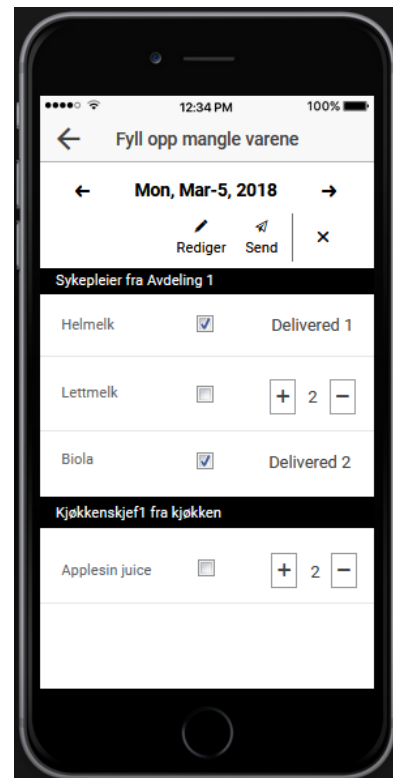 12:34 PM 100%
Fyll opp mangle varene
Mon, Mar-5, 2018
Rediger Send
Sykepleier fra Avdeling 1
Helmelk Delivered 1
Lettmelk + 2 −
Biola Delivered 2
Kjøkkenskjef1 fra kjøkken
Applesin juice + 2 −